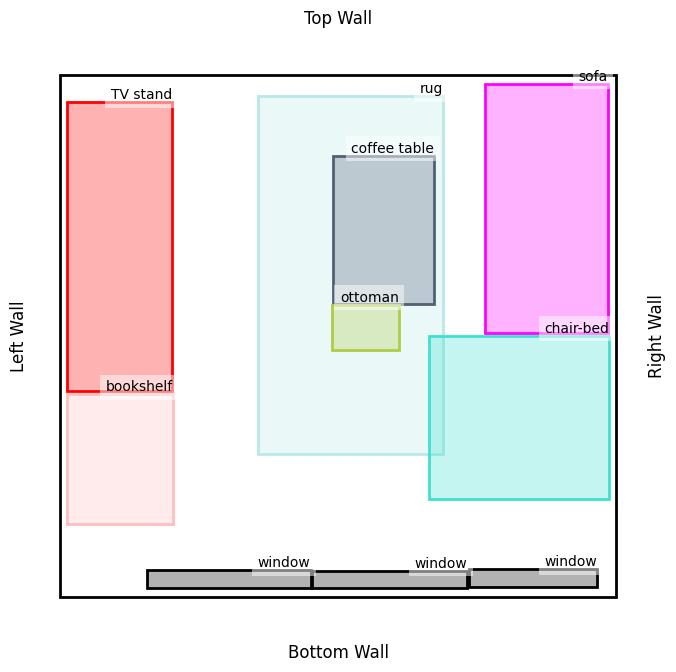 Top Wall
sofa
rug
TV stand
coffee table
ottoman
chair-bed
Left Wall
Right Wall
bookshelf
window
window
window
Bottom Wall